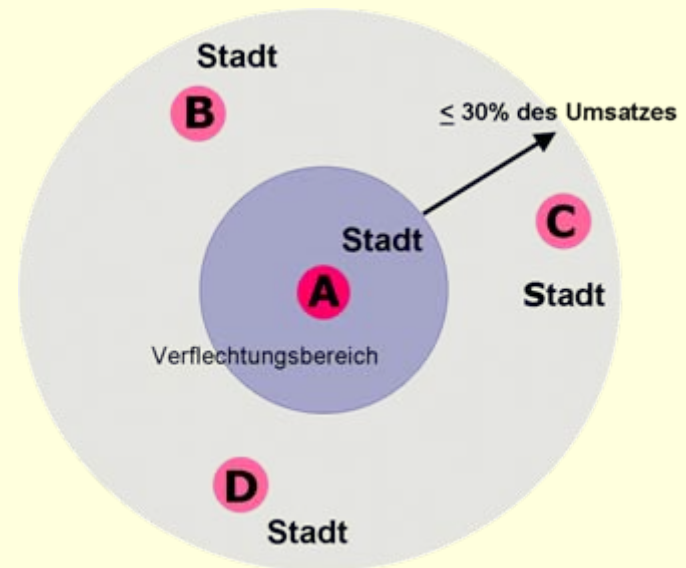 Stadt
B
≤ 30% des Umsatzes
C
Stadt
A
Stadt
Verflechtungsbereich
D
Stadt